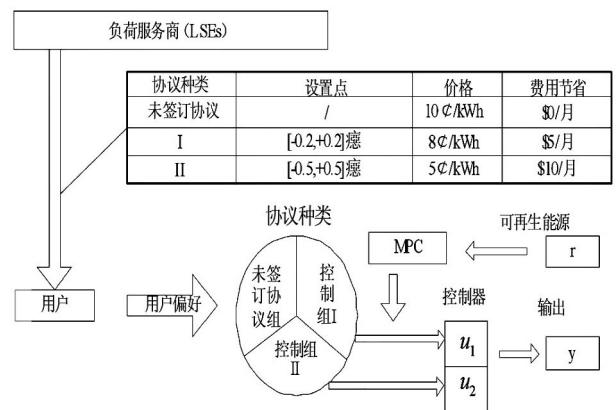 负荷服务商(LSEs)
协议种类 设置点 价格 费用节省
未签订协议 / 10￠/kWh $0/月
I [-0.2,+0.2]瘛 8￠/kWh $5/月
II [-0.5,+0.5]瘛 5￠/kWh $10/月
协议种类
可再生能源
MPC
r
未签
订协
议组
控
制
组I
控制器
输出
用户
用户偏好
控制组
II
u1
y
u2